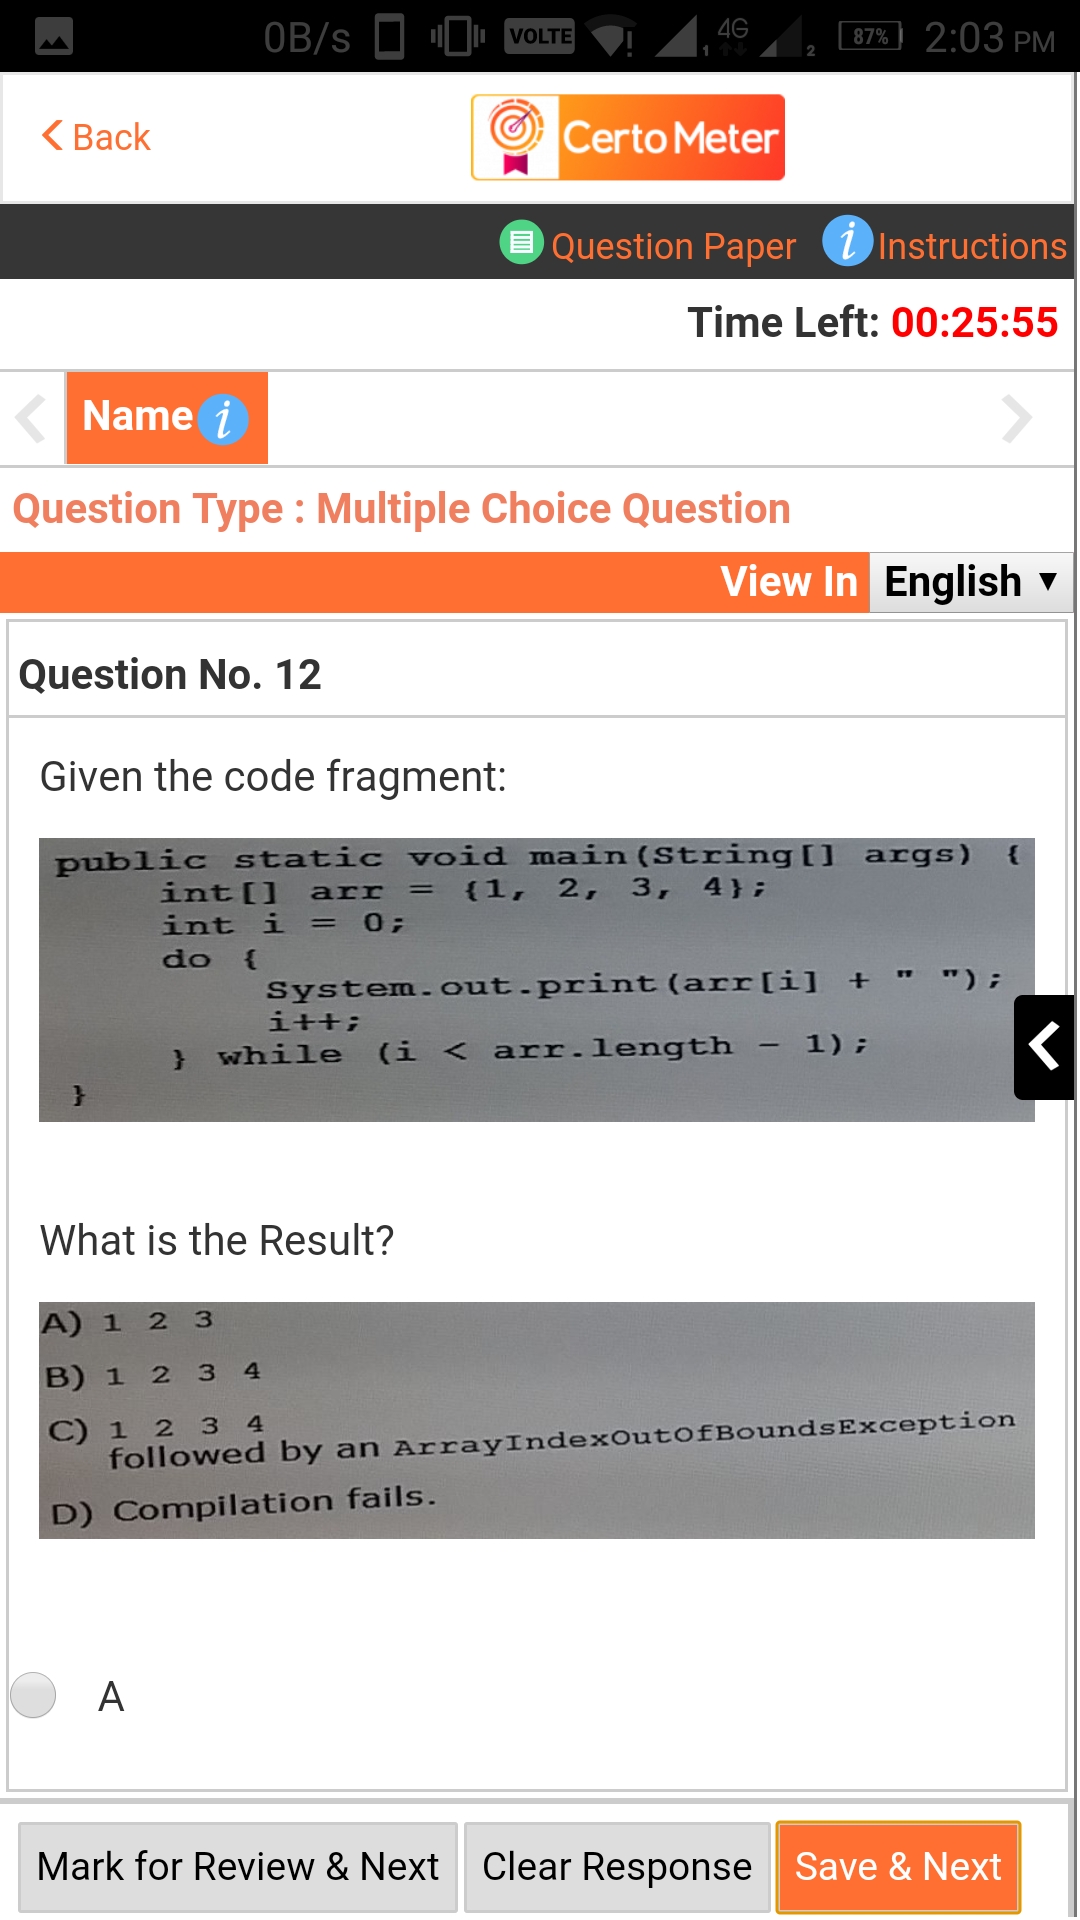 0B/s VOLTE 1 4G 2 87% 2:03 PM
Back
Certo Meter
Question Paper i Instructions
Time Left: 00:25:55
Name i
Question Type : Multiple Choice Question
View In English
Question No. 12
Given the code fragment:
public static void main(String[] args) {
int[] arr = {1, 2, 3, 4};
int i = 0;
do {
System.out.print(arr[i] + " ");
i++;
} while (i < arr.length - 1);
}
What is the Result?
A) 1 2 3
B) 1 2 3 4
C) 1 2 3 4
followed by an ArrayIndexOutOfBoundsException
D) Compilation fails.
A
Mark for Review & Next Clear Response Save & Next